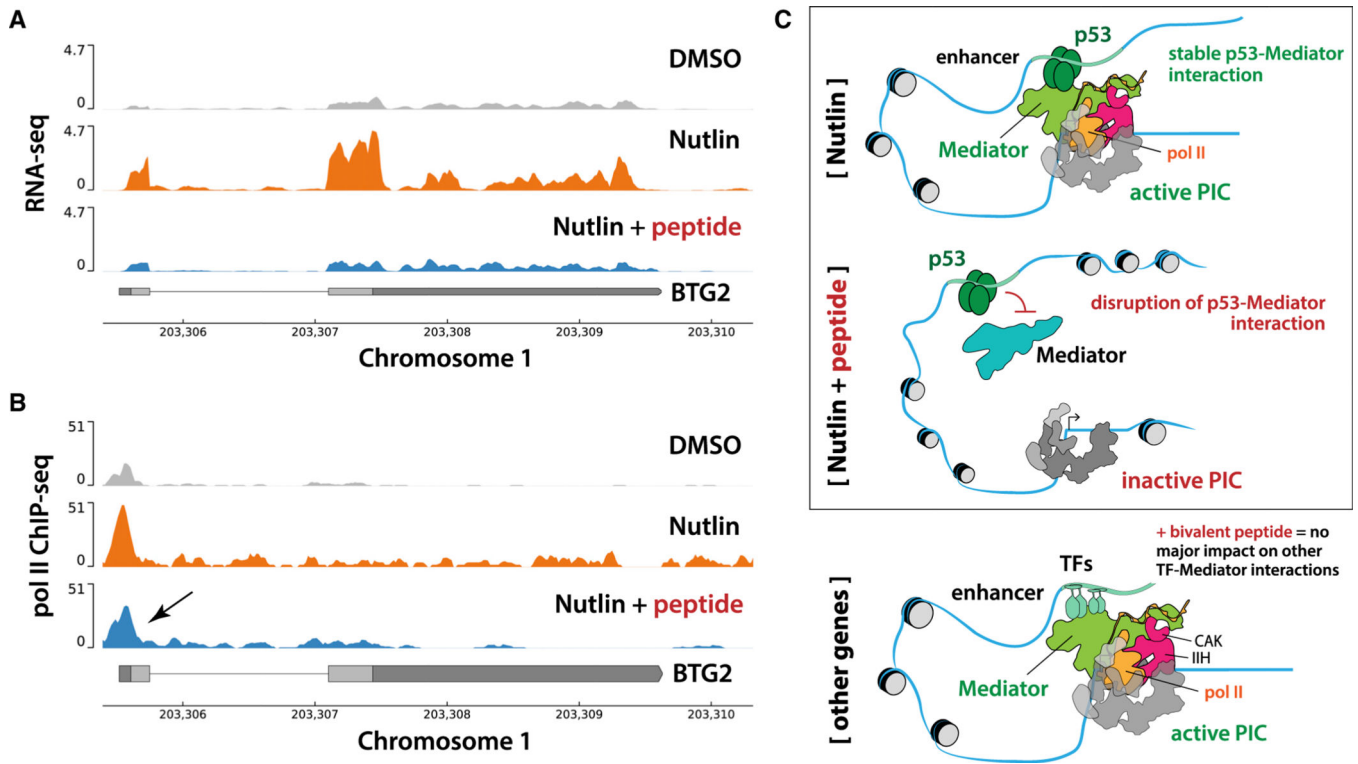 A
RNA-seq
4.7
0
DMSO
4.7
0
Nutlin
4.7
0
Nutlin + peptide
BTG2
203,306
203,307
203,308
203,309
203,310
Chromosome 1
B
pol II ChIP-seq
51
0
DMSO
51
0
Nutlin
51
0
Nutlin + peptide
BTG2
203,306
203,307
203,308
203,309
203,310
Chromosome 1
C
[ Nutlin]
p53
enhancer
stable p53-Mediator
interaction
Mediator
pol II
active PIC
[ Nutlin + peptide]
p53
disruption of p53-Mediator
interaction
Mediator
inactive PIC
[ other genes]
+ bivalent peptide = no
major impact on other
TF-Mediator interactions
TFs
enhancer
CAK
IIH
Mediator
pol II
active PIC